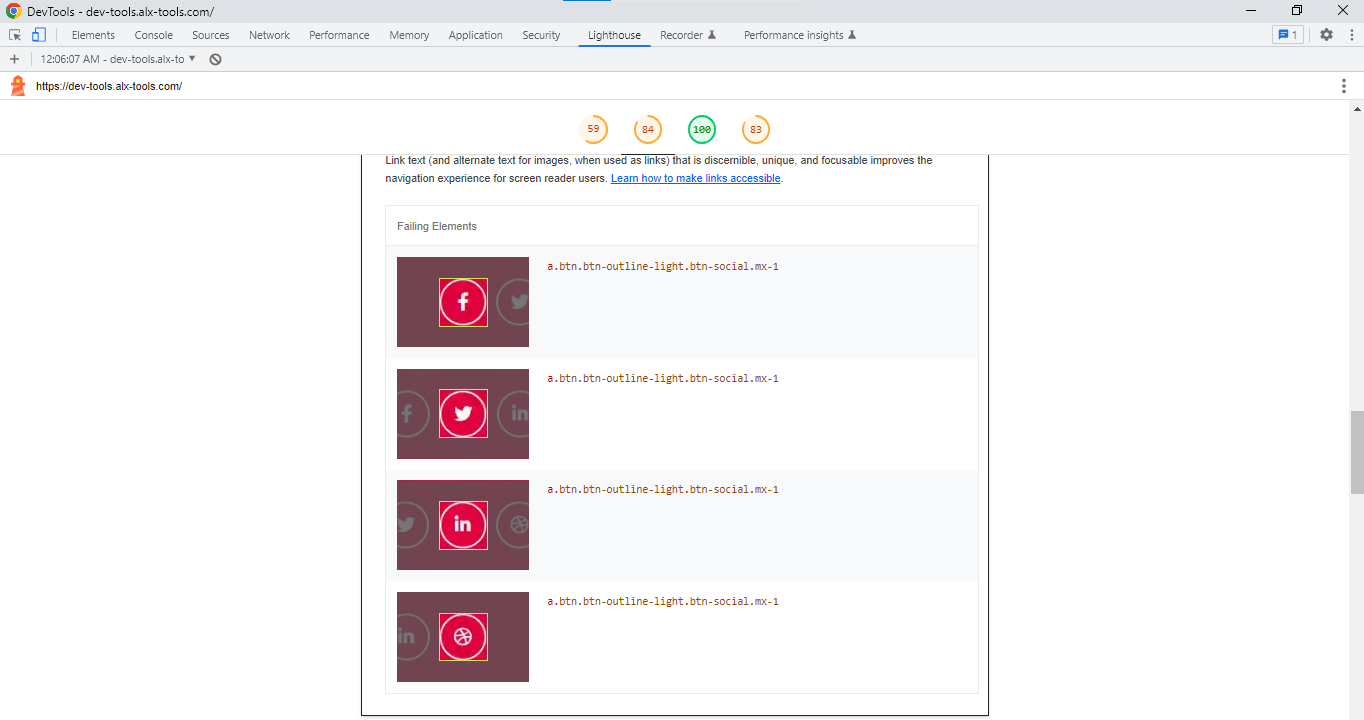 DevTools - dev-tools.alx-tools.com/
Elements Console Sources Network Performance Memory Application Security Lighthouse Recorder Performance insights 1
12:06:07 AM - dev-tools.alx-to
https://dev-tools.alx-tools.com/
59 84 100 83
Link text (and alternate text for images, when used as links) that is discernible, unique, and focusable improves the
navigation experience for screen reader users. Learn how to make links accessible.
Failing Elements
a.btn.btn-outline-light.btn-social.mx-1
a.btn.btn-outline-light.btn-social.mx-1
in
a.btn.btn-outline-light.btn-social.mx-1
in
a.btn.btn-outline-light.btn-social.mx-1
in